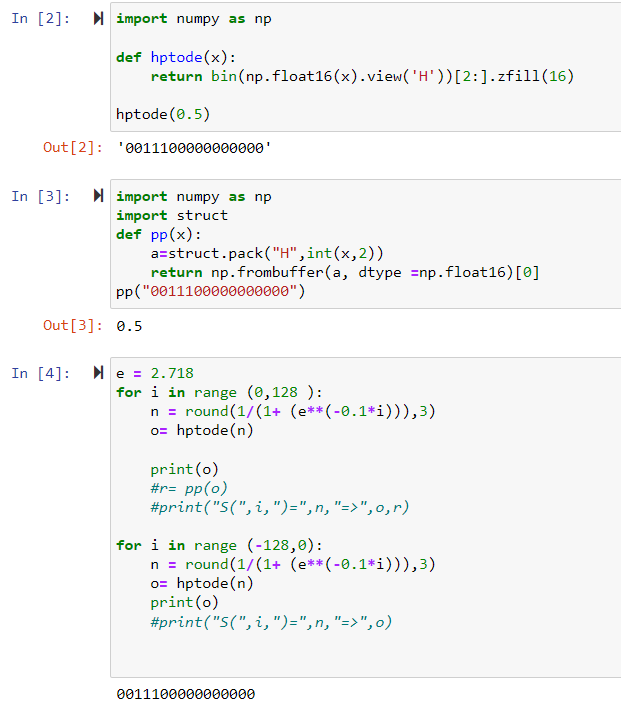 In [2]: import numpy as np
def hptode(x):
    return bin(np.float16(x).view('H'))[2:].zfill(16)
hptode(0.5)
Out[2]: '0011100000000000'
In [3]: import numpy as np
import struct
def pp(x):
    a=struct.pack("H",int(x,2))
    return np.frombuffer(a, dtype =np.float16)[0]
pp("0011100000000000")
Out[3]: 0.5
In [4]: e = 2.718
for i in range (0,128 ):
    n = round(1/(1+ (e**(-0.1*i))),3)
    o= hptode(n)
    print(o)
    #r= pp(o)
    #print("S(",i,")=",n,"=>",o,r)
for i in range (-128,0):
    n = round(1/(1+ (e**(-0.1*i))),3)
    o= hptode(n)
    print(o)
    #print("S(",i,")=",n,"=>",o)
0011100000000000